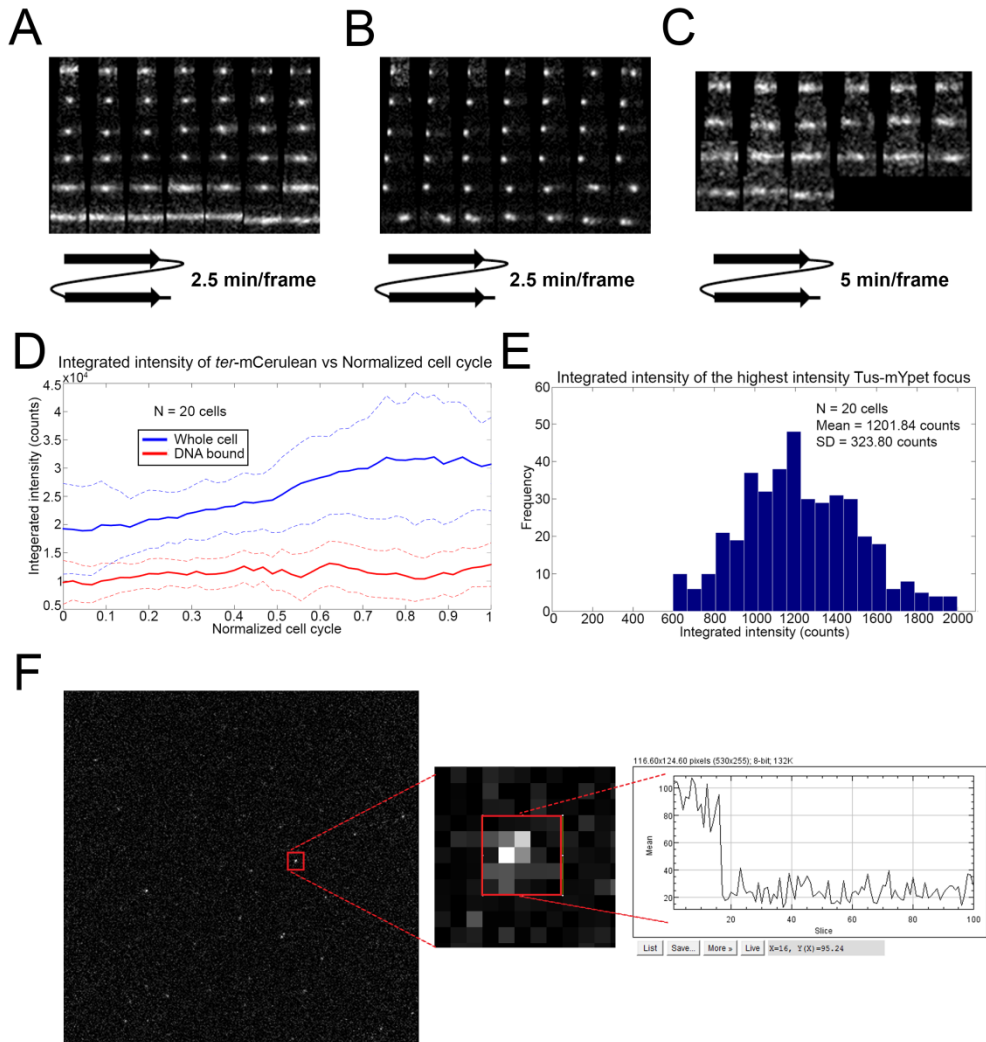 A
B
C
2.5 min/frame
2.5 min/frame
5 min/frame
D
Integrated intensity of ter-mCerulean vs Normalized cell cycle
x10^4
4.5
4
3.5
3
2.5
2
1.5
1
0.5
Integerated intensity (counts)
N = 20 cells
Whole cell
DNA bound
0 0.1 0.2 0.3 0.4 0.5 0.6 0.7 0.8 0.9 1
Normalized cell cycle
E
Integrated intensity of the highest intensity Tus-mYpet focus
60
50
40
30
20
10
0
Frequency
N = 20 cells
Mean = 1201.84 counts
SD = 323.80 counts
0 200 400 600 800 1000 1200 1400 1600 1800 2000
Integrated intensity (counts)
F
116.60x124.60 pixels (530x255); 8-bit; 132K
100
80
60
40
20
Mean
20 40 60 80 100
Slice
List Save... More » Live X=16, Y(X)=95.24